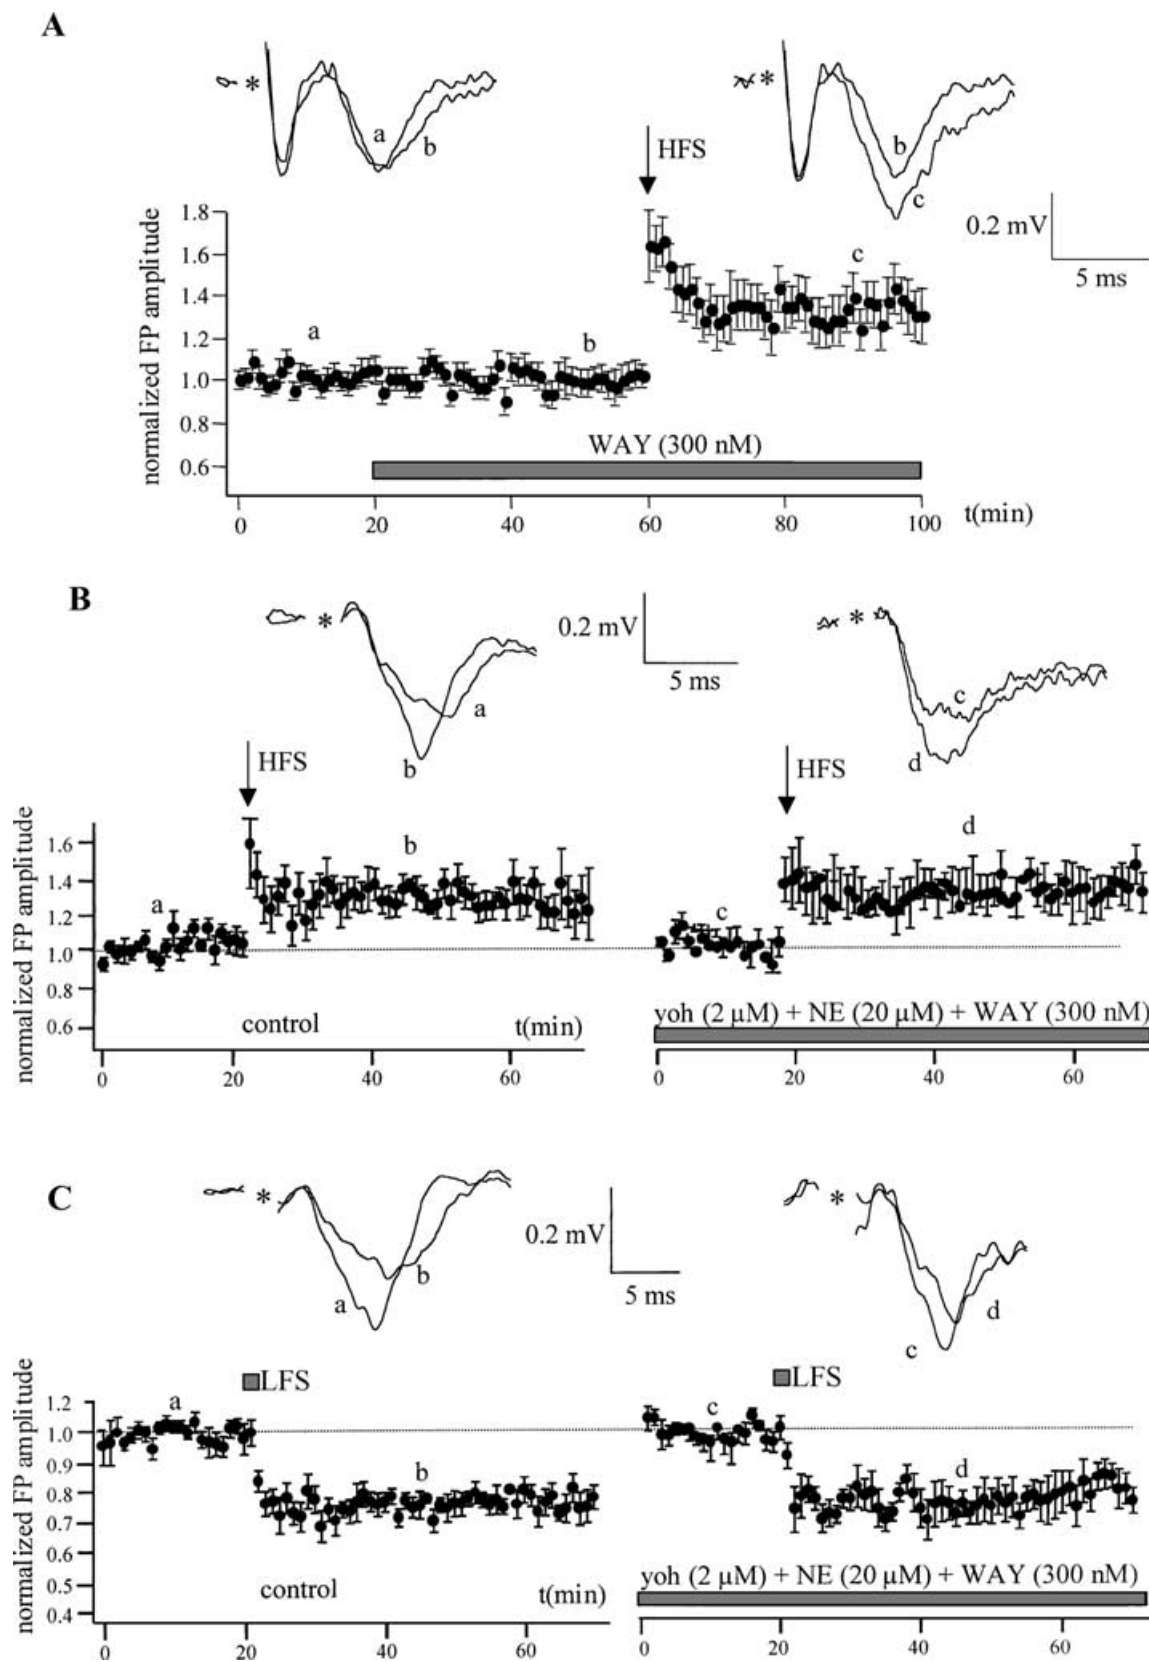 A
* a b
* b c
HFS
0.2 mV
5 ms
normalized FP amplitude
1.8
1.6
1.4
1.2
1.0
0.8
0.6
a b c
WAY (300 nM)
0 20 40 60 80 100 t(min)
B
* a b
0.2 mV
5 ms
* c d
HFS
HFS
normalized FP amplitude
1.6
1.4
1.2
1.0
0.8
0.6
a b
c d
control t(min)
yoh (2 μM) + NE (20 μM) + WAY (300 nM)
0 20 40 60
0 20 40 60
C
* a b
0.2 mV
5 ms
* c d
LFS
LFS
normalized FP amplitude
1.2
1.0
0.9
0.8
0.7
0.6
0.5
0.4
a b
c d
control t(min)
yoh (2 μM) + NE (20 μM) + WAY (300 nM)
0 20 40 60
0 20 40 60